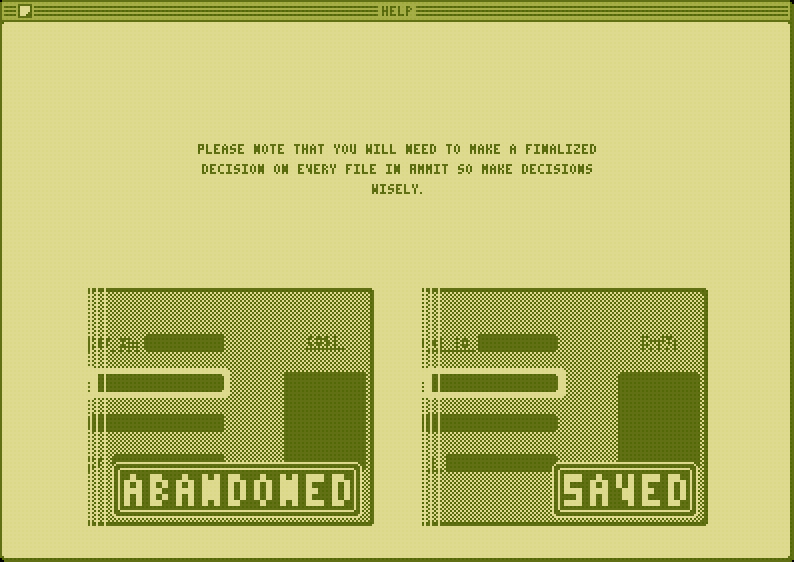 HELP
PLEASE NOTE THAT YOU WILL NEED TO MAKE A FINALIZED
DECISION ON EVERY FILE IN AMMIT SO MAKE DECISIONS
WISELY.
ABANDONED
SAVED